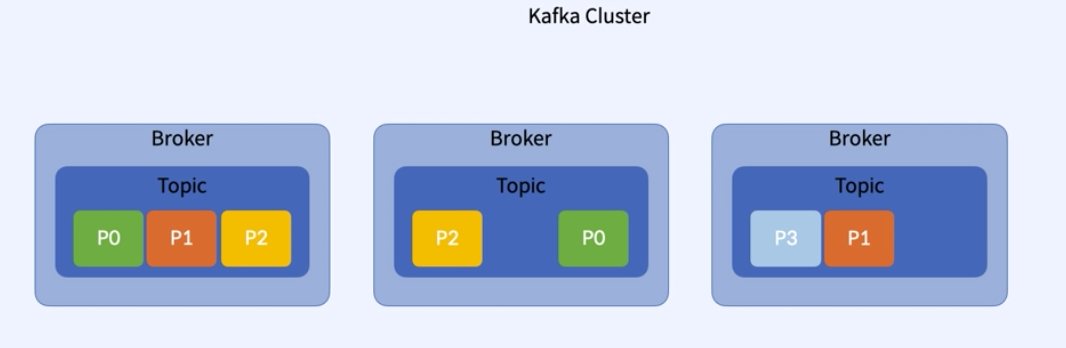 Kafka Cluster
Broker
Topic
P0 P1 P2
Broker
Topic
P2 P0
Broker
Topic
P3 P1